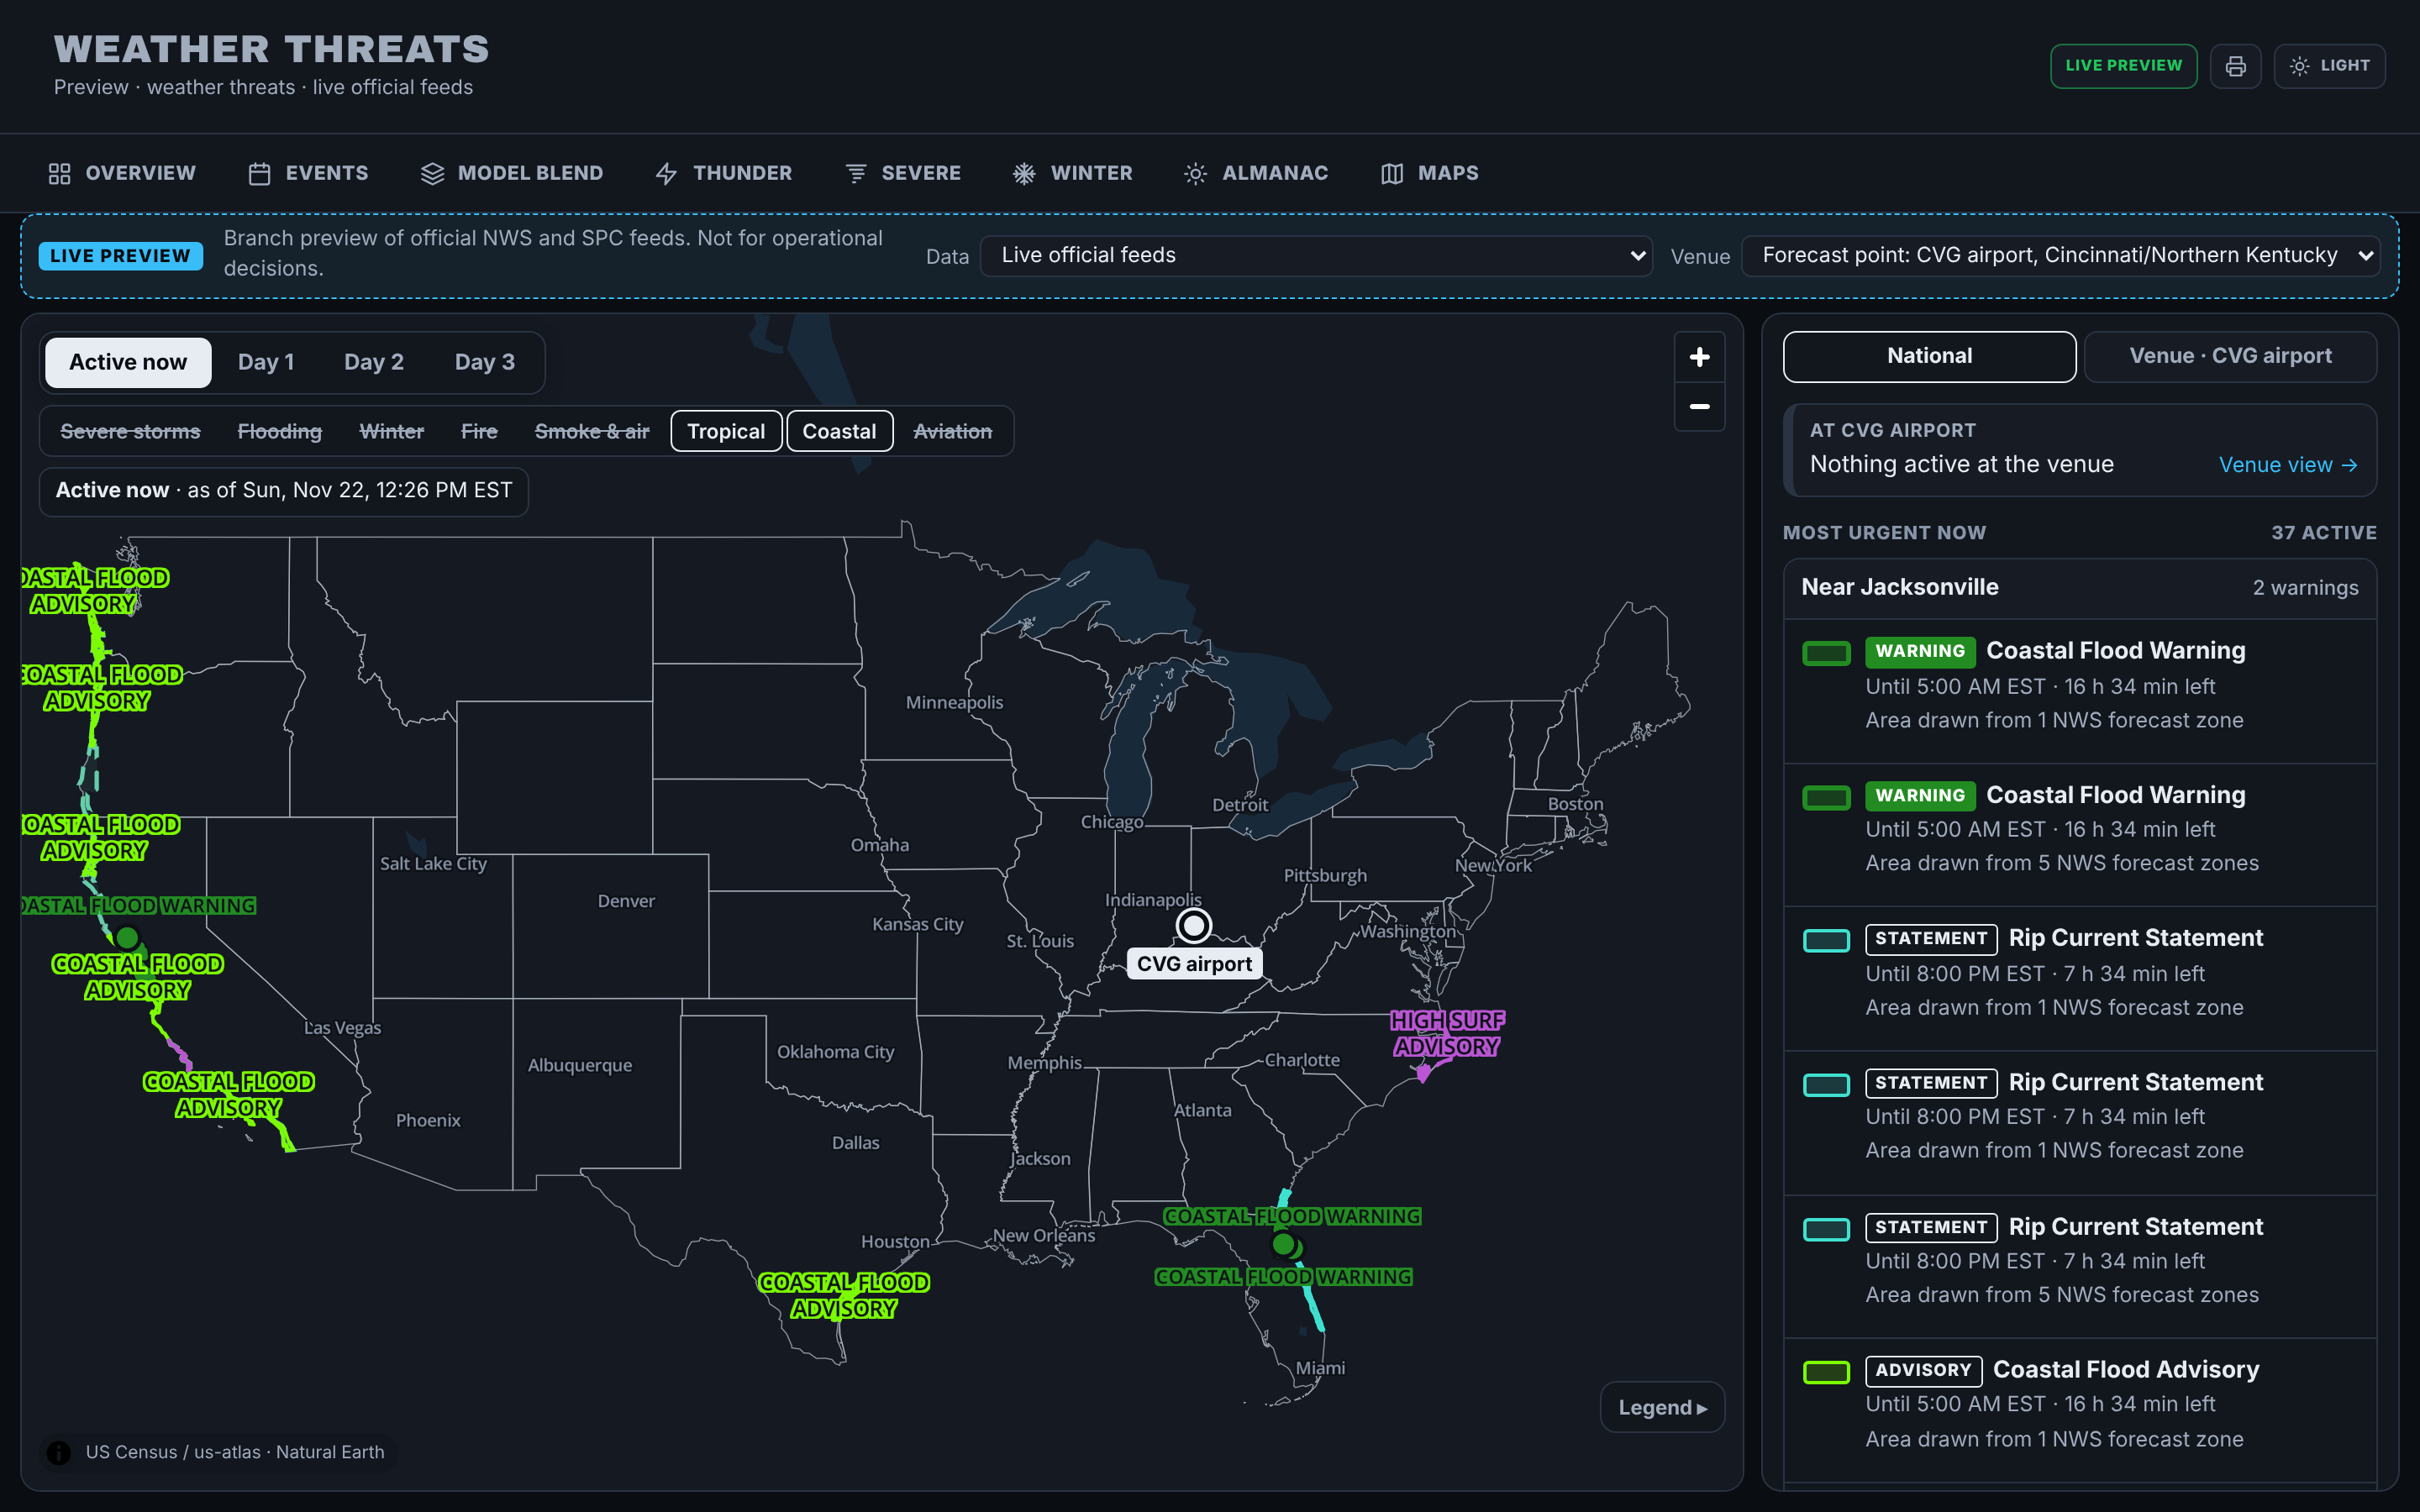 WEATHER THREATS
Preview · weather threats · live official feeds
LIVE PREVIEW
LIGHT
OVERVIEW
EVENTS
MODEL BLEND
THUNDER
SEVERE
WINTER
ALMANAC
MAPS
LIVE PREVIEW
Branch preview of official NWS and SPC feeds. Not for operational
decisions.
Data
Live official feeds
Venue
Forecast point: CVG airport, Cincinnati/Northern Kentucky
Active now
Day 1
Day 2
Day 3
Severe storms
Flooding
Winter
Fire
Smoke & air
Tropical
Coastal
Aviation
Active now · as of Sun, Nov 22, 12:26 PM EST
+
−
OASTAL FLOOD
ADVISORY
COASTAL FLOOD
ADVISORY
OASTAL FLOOD
ADVISORY
OASTAL FLOOD WARNING
COASTAL FLOOD
ADVISORY
COASTAL FLOOD
ADVISORY
Minneapolis
Detroit
Chicago
Boston
Omaha
Salt Lake City
Denver
Pittsburgh
New York
Indianapolis
Kansas City
St. Louis
Washington
CVG airport
Las Vegas
Albuquerque
Oklahoma City
Memphis
Charlotte
HIGH SURF
ADVISORY
Phoenix
Dallas
Atlanta
Jackson
Houston
New Orleans
COASTAL FLOOD WARNING
COASTAL FLOOD WARNING
COASTAL FLOOD
ADVISORY
Miami
Legend ▸
US Census / us-atlas · Natural Earth
National
Venue · CVG airport
AT CVG AIRPORT
Nothing active at the venue
Venue view →
MOST URGENT NOW
37 ACTIVE
Near Jacksonville
2 warnings
WARNING Coastal Flood Warning
Until 5:00 AM EST · 16 h 34 min left
Area drawn from 1 NWS forecast zone
WARNING Coastal Flood Warning
Until 5:00 AM EST · 16 h 34 min left
Area drawn from 5 NWS forecast zones
STATEMENT Rip Current Statement
Until 8:00 PM EST · 7 h 34 min left
Area drawn from 1 NWS forecast zone
STATEMENT Rip Current Statement
Until 8:00 PM EST · 7 h 34 min left
Area drawn from 1 NWS forecast zone
STATEMENT Rip Current Statement
Until 8:00 PM EST · 7 h 34 min left
Area drawn from 5 NWS forecast zones
ADVISORY Coastal Flood Advisory
Until 5:00 AM EST · 16 h 34 min left
Area drawn from 1 NWS forecast zone